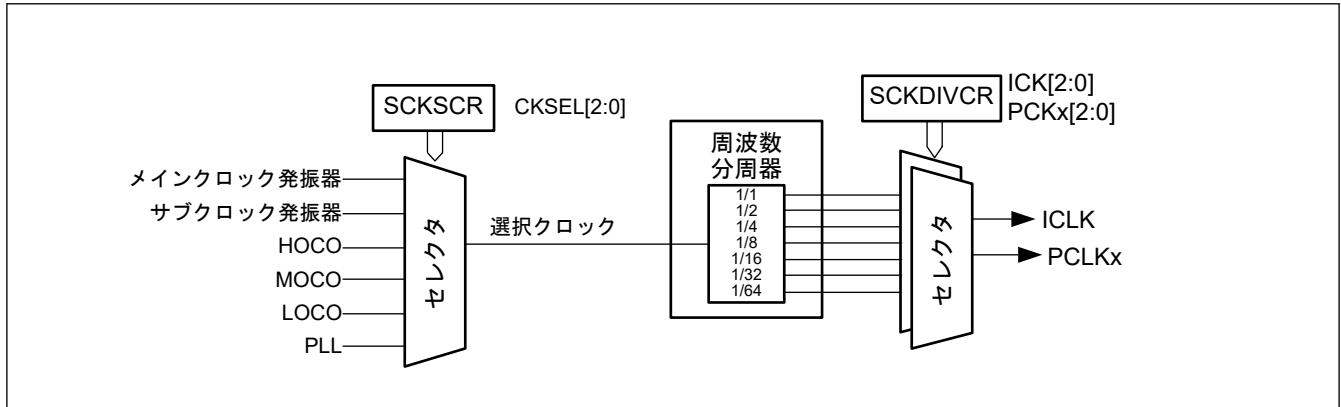 SCKSCR
CKSEL[2:0]
SCKDIVCR
ICK[2:0]
PCKx[2:0]
メインクロック発振器
サブクロック発振器
HOCO
MOCO
LOCO
PLL
セレクタ
選択クロック
周波数
分周器
1/1
1/2
1/4
1/8
1/16
1/32
1/64
セレクタ
ICLK
PCLKx